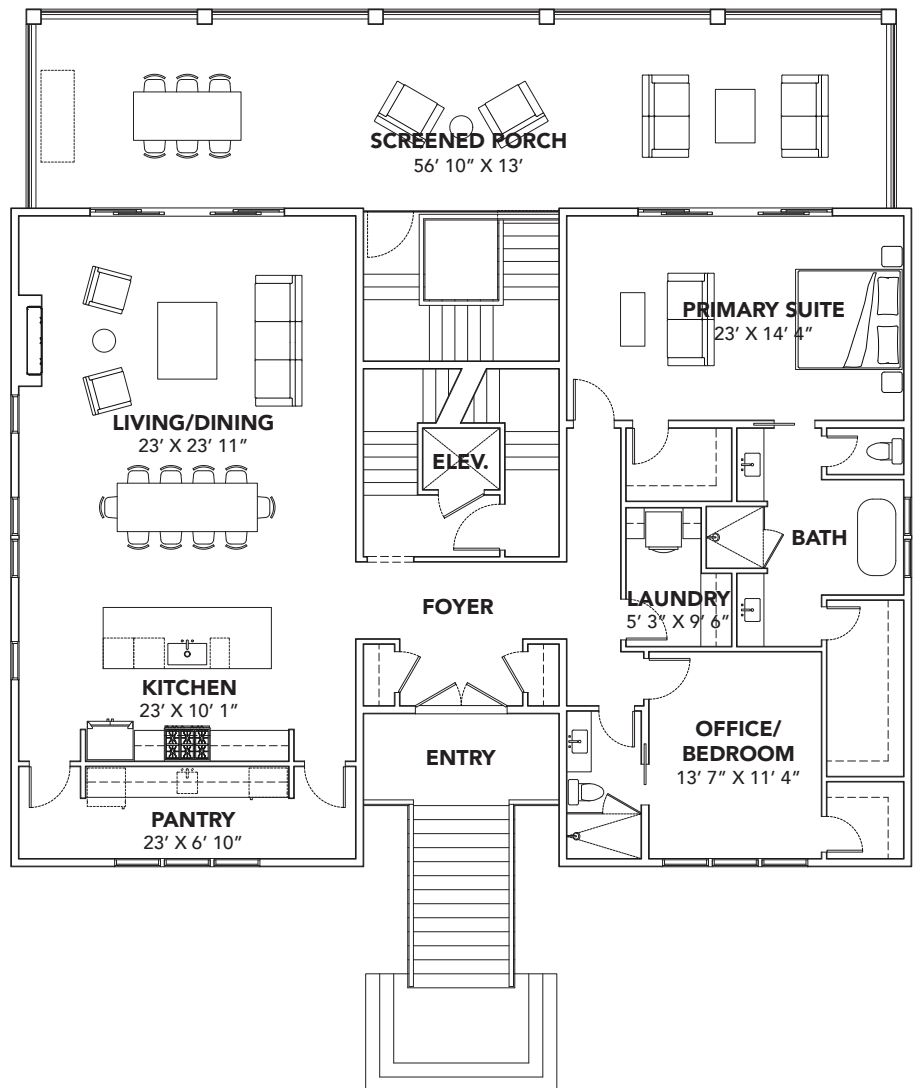 SCREENED PORCH
56’ 10” X 13’
PRIMARY SUITE
23’ X 14’ 4”
LIVING/DINING
23’ X 23’ 11”
ELEV.
BATH
FOYER
LAUNDRY
5’ 3” X 9’ 6”
KITCHEN
23’ X 10’ 1”
ENTRY
OFFICE/
BEDROOM
13’ 7” X 11’ 4”
PANTRY
23’ X 6’ 10”